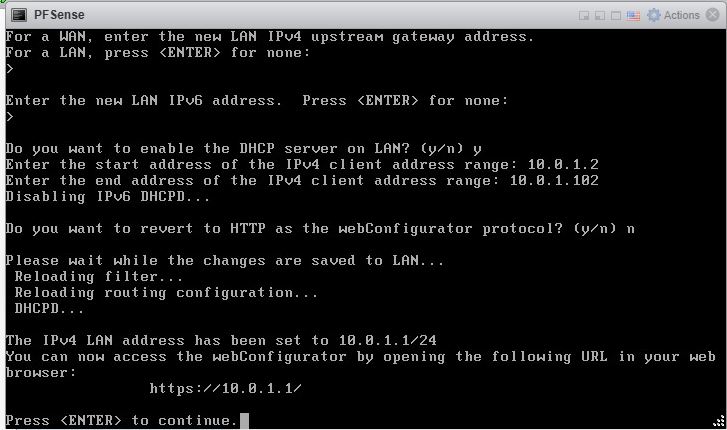 PFSense
Actions
For a WAN, enter the new LAN IPv4 upstream gateway address.
For a LAN, press <ENTER> for none:
>
Enter the new LAN IPv6 address.  Press <ENTER> for none:
>
Do you want to enable the DHCP server on LAN? (y/n) y
Enter the start address of the IPv4 client address range: 10.0.1.2
Enter the end address of the IPv4 client address range: 10.0.1.102
Disabling IPv6 DHCPD...
Do you want to revert to HTTP as the webConfigurator protocol? (y/n) n
Please wait while the changes are saved to LAN...
Reloading filter...
Reloading routing configuration...
DHCPD...
The IPv4 LAN address has been set to 10.0.1.1/24
You can now access the webConfigurator by opening the following URL in your web
browser:
https://10.0.1.1/
Press <ENTER> to continue.